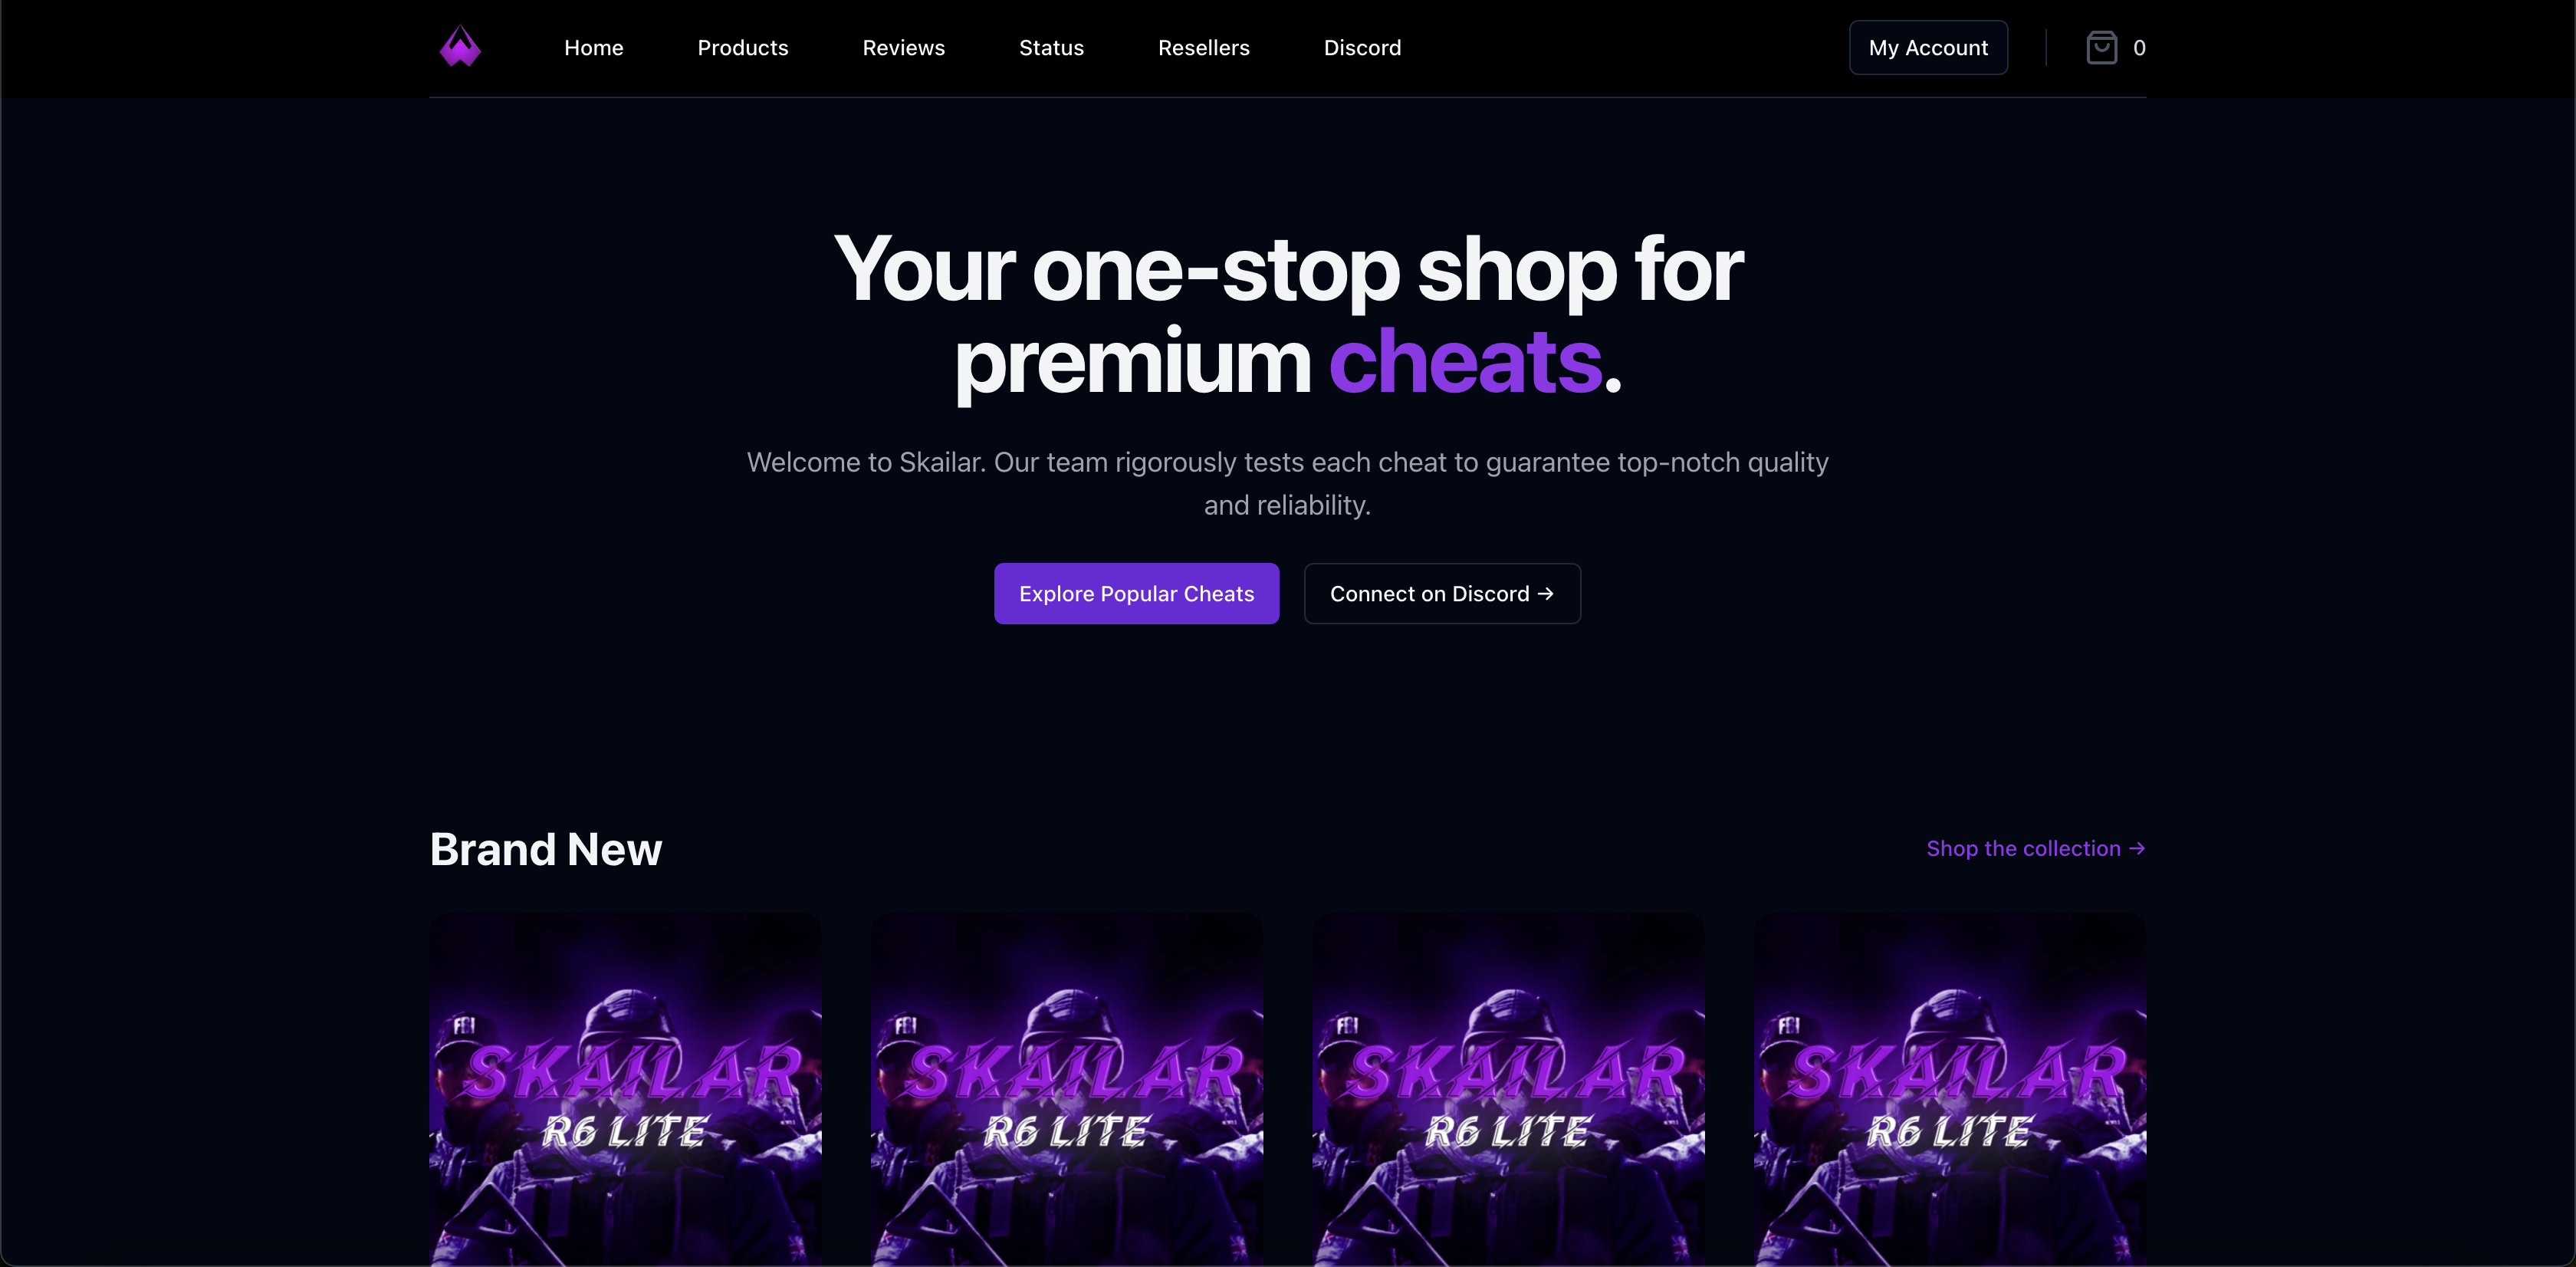 Home Products Reviews Status Resellers Discord My Account 0
Your one-stop shop for
premium cheats.
Welcome to Skailar. Our team rigorously tests each cheat to guarantee top-notch quality
and reliability.
Explore Popular Cheats Connect on Discord →
Brand New Shop the collection →
FBI FBI FBI FBI
SKAILAR SKAILAR SKAILAR SKAILAR
R6 LITE R6 LITE R6 LITE R6 LITE